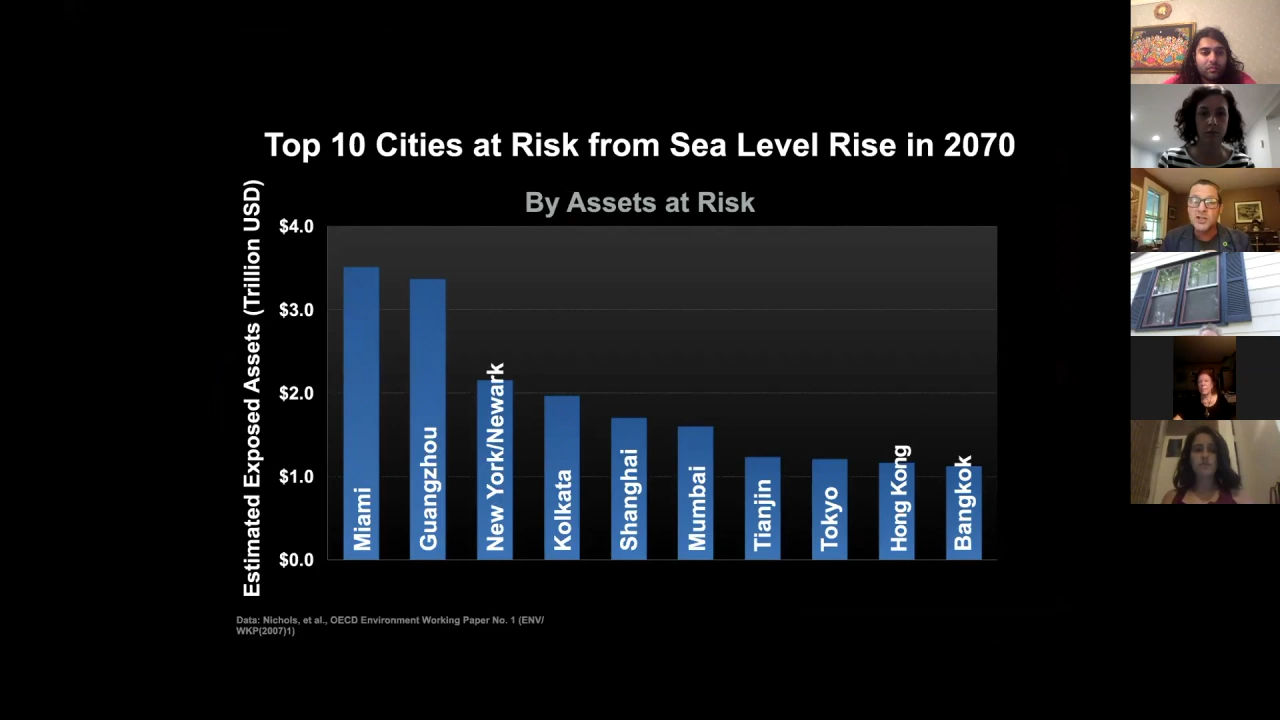 Top 10 Cities at Risk from Sea Level Rise in 2070
By Assets at Risk
Estimated Exposed Assets (Trillion USD)
$4.0
$3.0
$2.0
$1.0
$0.0
Miami
Guangzhou
New York/Newark
Kolkata
Shanghai
Mumbai
Tianjin
Tokyo
Hong Kong
Bangkok
Data: Nichols, et al., OECD Environment Working Paper No. 1 (ENV/
WKP(2007)1)